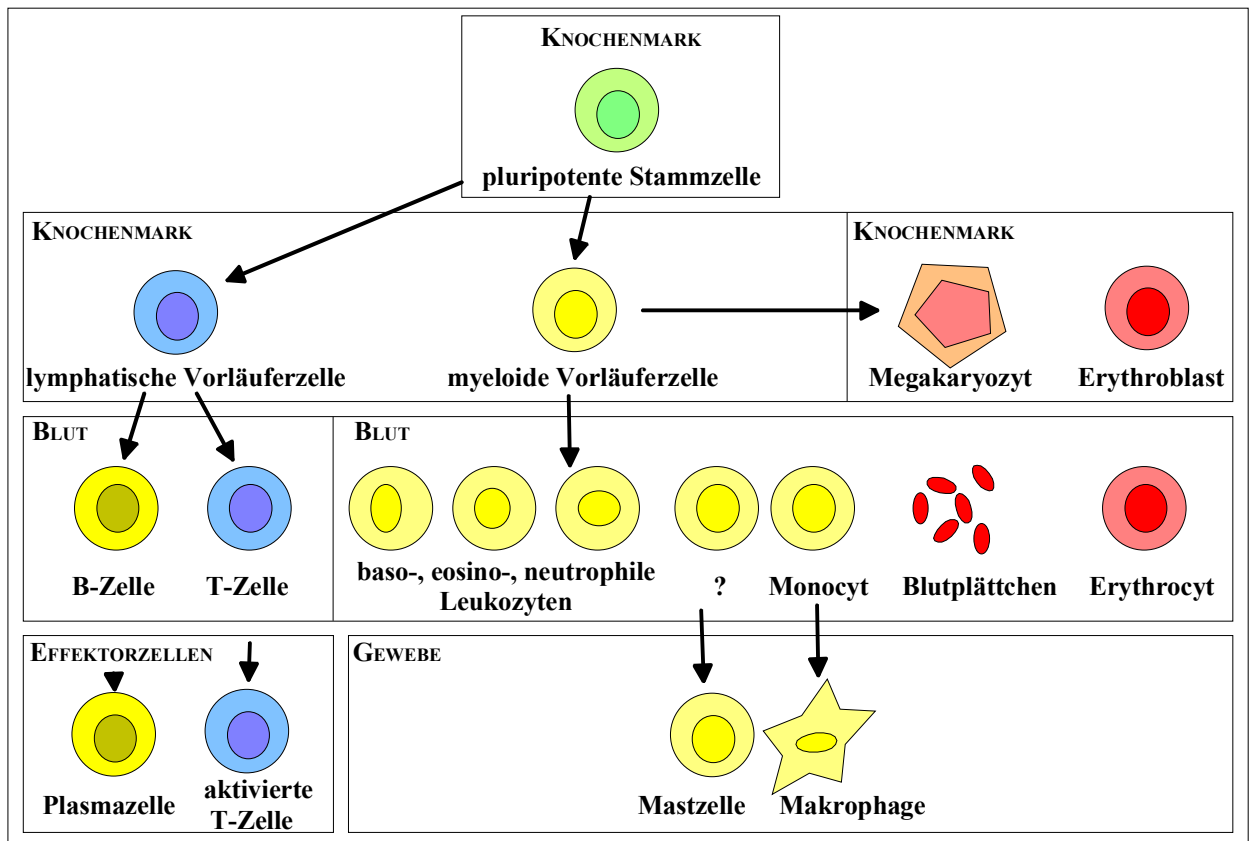 KNOCHENMARK
pluripotente Stammzelle
KNOCHENMARK
lymphatische Vorläuferzelle
myeloide Vorläuferzelle
KNOCHENMARK
Megakaryozyt
Erythroblast
BLUT
B-Zelle
T-Zelle
BLUT
baso-, eosino-, neutrophile
Leukozyten
?
Monocyt
Blutplättchen
Erythrocyt
EFFEKTORZELLEN
Plasmazelle
aktivierte
T-Zelle
GEWEBE
Mastzelle
Makrophage